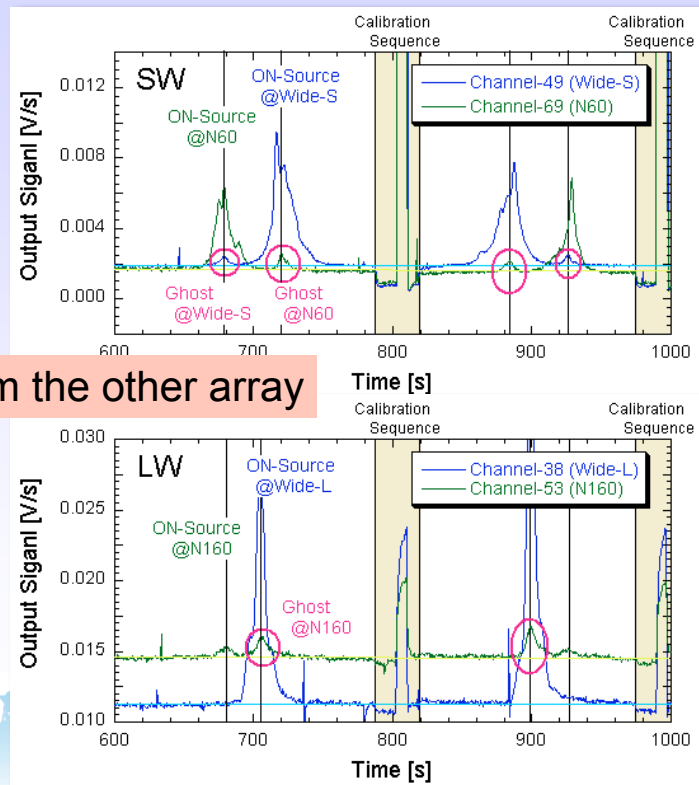 Calibration
Sequence
Calibration
Sequence
SW
ON-Source
@Wide-S
ON-Source
@N60
Channel-49 (Wide-S)
Channel-69 (N60)
Output Siganl [V/s]
0.012
0.008
0.004
0.000
Ghost
@Wide-S
Ghost
@N60
600
700
800
900
1000
Time [s]
the other array
Calibration
Sequence
Calibration
Sequence
LW
ON-Source
@Wide-L
ON-Source
@N160
Ghost
@N160
Channel-38 (Wide-L)
Channel-53 (N160)
Output Siganl [V/s]
0.030
0.025
0.020
0.015
0.010
600
700
800
900
1000
Time [s]